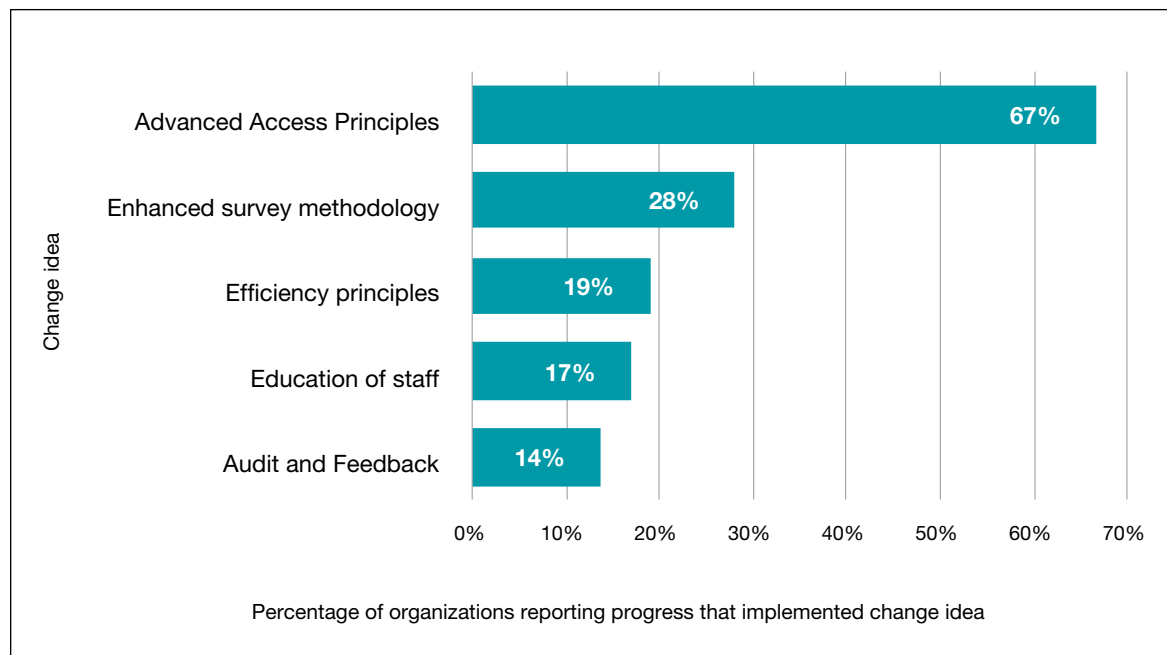 Change idea
Advanced Access Principles
67%
Enhanced survey methodology
28%
Efficiency principles
19%
Education of staff
17%
Audit and Feedback
14%
0% 10% 20% 30% 40% 50% 60% 70%
Percentage of organizations reporting progress that implemented change idea